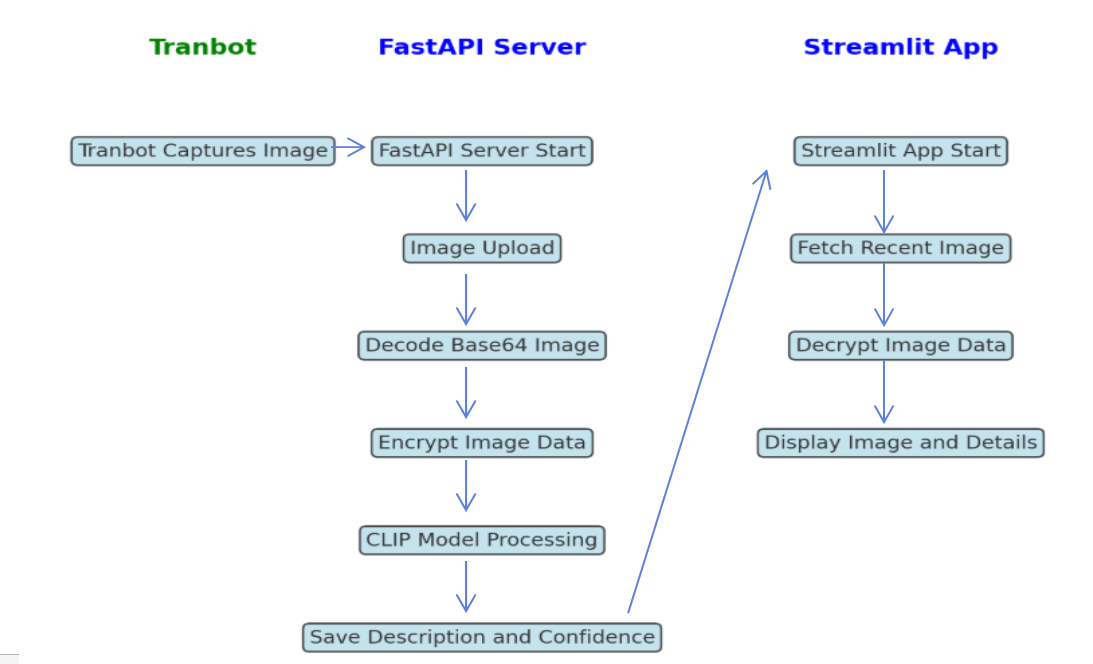 Tranbot
FastAPI Server
Streamlit App
Tranbot Captures Image
FastAPI Server Start
Streamlit App Start
Image Upload
Fetch Recent Image
Decode Base64 Image
Decrypt Image Data
Encrypt Image Data
Display Image and Details
CLIP Model Processing
Save Description and Confidence